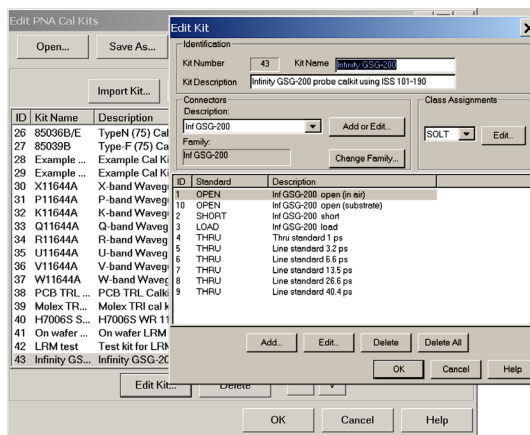 Edit PNA Cal Kits
Open...
Save As...
Import Kit...
ID Kit Name Description
26 85036B/E TypeN (75) Cal
27 85039B Type-F (75) Cal
28 Example ... Example Cal Ki
29 Example ... Example Cal Ki
30 X11644A X-band Waveg
31 P11644A P-band Waveg
32 K11644A K-band Waveg
33 Q11644A Q-band Waveg
34 R11644A R-band Waveg
35 U11644A U-band Waveg
36 V11644A V-band Waveg
37 W11644A W-band Waveg
38 PCB TRL ... PCB TRL Calki
39 Molex TR... Molex TRl cal k
40 H7006S S... H7006S WR 11
41 On wafer ... On wafer LRM
42 LRM test Test kit for LRM
43 Infinity GS... Infinity GSG-20
Edit Kit...
Delete
OK
Cancel
Help
Edit Kit
Identification
Kit Number 43 Kit Name Infinity GSG-200
Kit Description Infinity GSG-200 probe calkit using ISS 101-190
Connectors
Description:
Inf GSG-200
Add or Edit...
Family:
Inf GSG-200
Change Family...
Class Assignments
SOLT
Edit...
ID Standard Description
1 OPEN Inf GSG-200 open (in air)
10 OPEN Inf GSG-200 open (substrate)
2 SHORT Inf GSG-200 short
3 LOAD Inf GSG-200 load
4 THRU Thru standard 1 ps
5 THRU Line standard 3.2 ps
6 THRU Line standard 6.6 ps
7 THRU Line standard 13.5 ps
8 THRU Line standard 26.6 ps
9 THRU Line standard 40.4 ps
Add...
Edit...
Delete
Delete All
OK
Cancel
Help